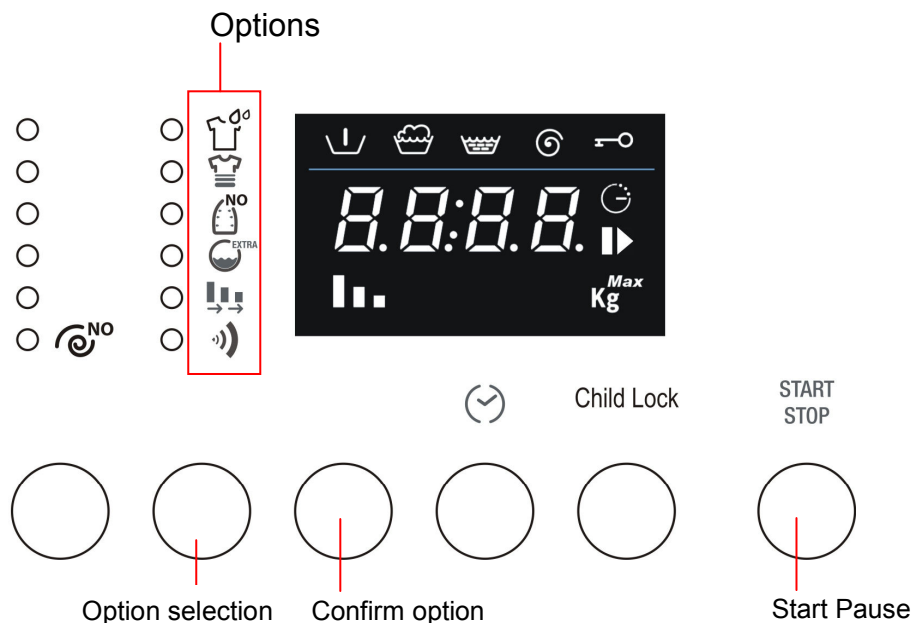 Options
NO
EXTRA
NO
8.8:8.8.
Max
Kg
Child Lock
START
STOP
Option selection
Confirm option
Start Pause